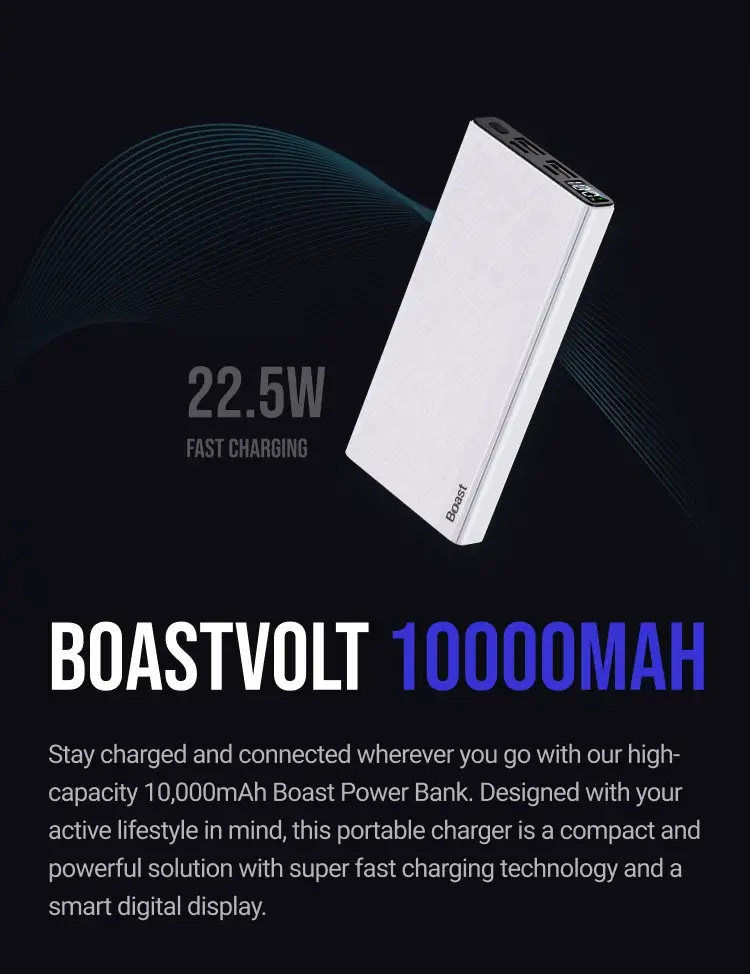 22.5W
FAST CHARGING
Boast
BOASTVOLT 10000MAH
Stay charged and connected wherever you go with our high-
capacity 10,000mAh Boast Power Bank. Designed with your
active lifestyle in mind, this portable charger is a compact and
powerful solution with super fast charging technology and a
smart digital display.